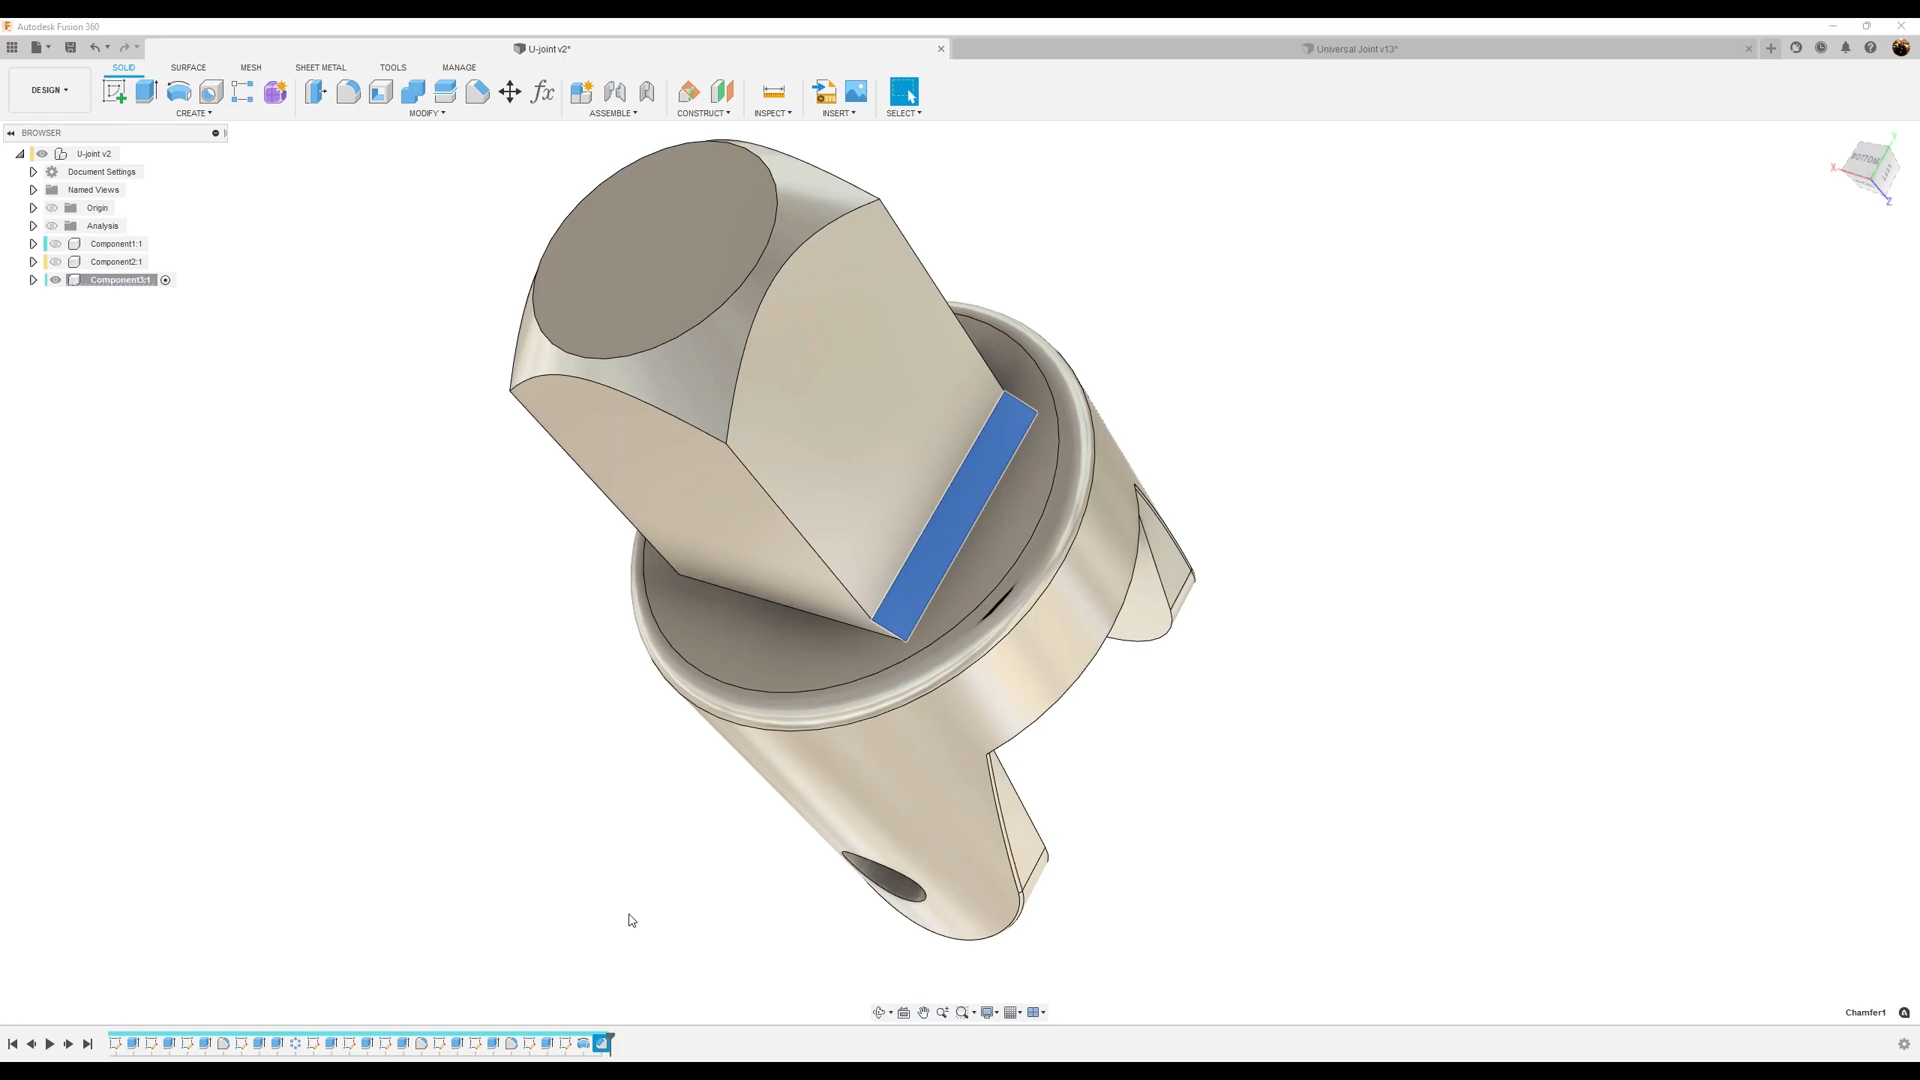 Autodesk Fusion 360
U-joint v2*
Universal Joint v13*
SOLID SURFACE MESH SHEET METAL TOOLS MANAGE
DESIGN
CREATE MODIFY ASSEMBLE CONSTRUCT INSPECT INSERT SELECT
BROWSER
U-joint v2
Document Settings
Named Views
Origin
Analysis
Component1:1
Component2:1
Component3:1
BOTTOM
LEFT
X
Y
Z
Chamfer1